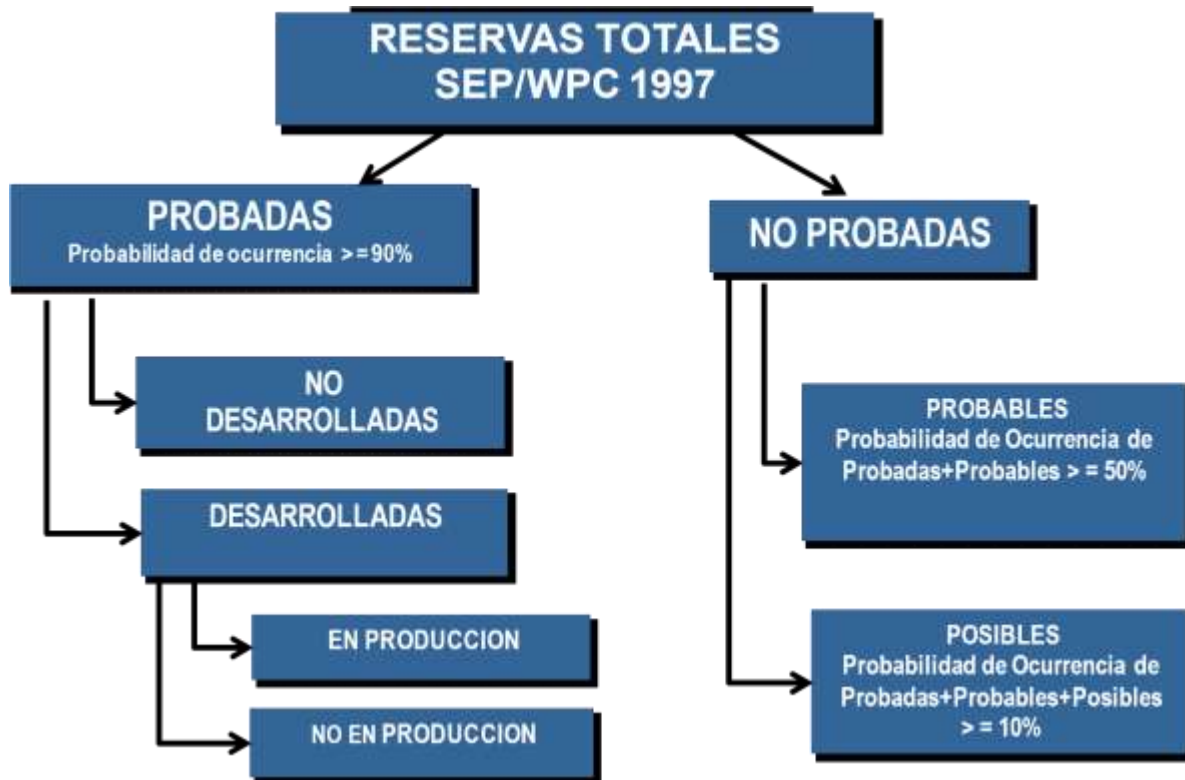 RESERVAS TOTALES
SEP/WPC 1997
PROBADAS
Probabilidad de ocurrencia >=90%
NO PROBADAS
NO
DESARROLLADAS
DESARROLLADAS
EN PRODUCCION
NO EN PRODUCCION
PROBABLES
Probabilidad de Ocurrencia de
Probadas+Probables > = 50%
POSIBLES
Probabilidad de Ocurrencia de
Probadas+Probables+Posibles
> = 10%